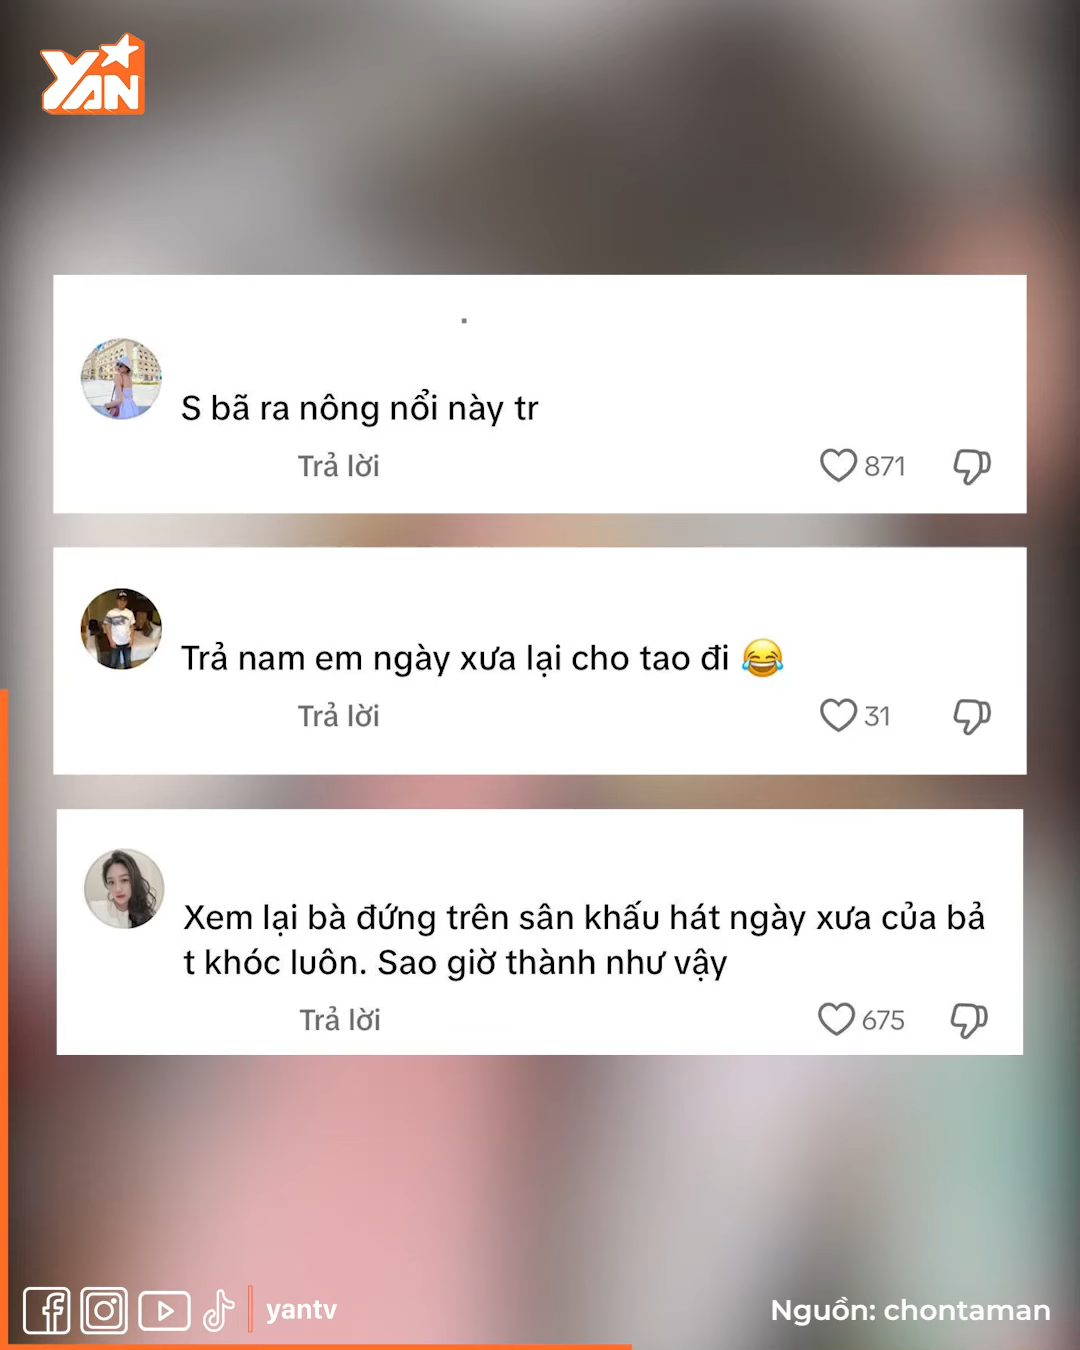 YAN
S bã ra nông nổi này tr
Trả lời
871
Trả nam em ngày xưa lại cho tao đi 😂
Trả lời
31
Xem lại bà đứng trên sân khấu hát ngày xưa của bả
t khóc luôn. Sao giờ thành như vậy
Trả lời
675
yantv
Nguồn: chontaman